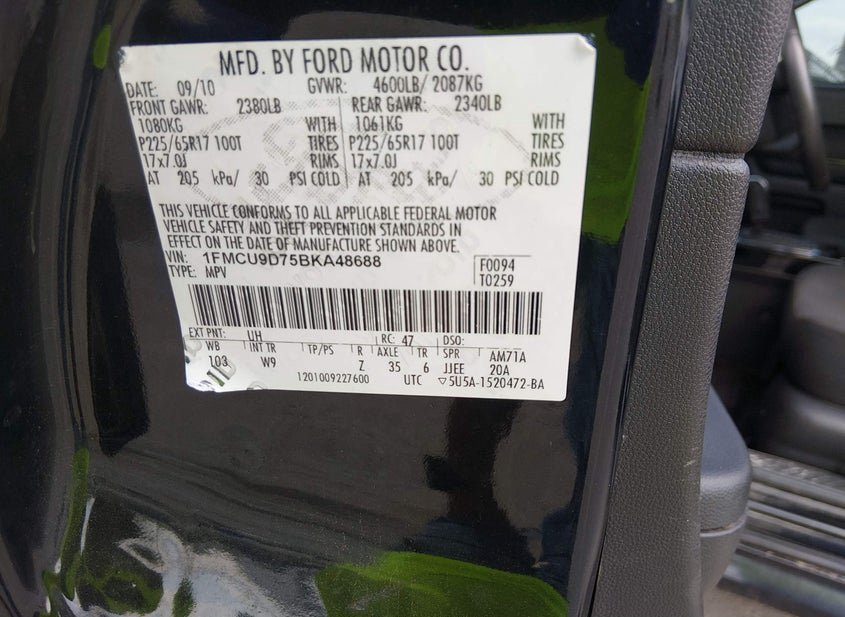 MFD. BY FORD MOTOR CO.
DATE: 09/10 GVWR: 4600LB/ 2087KG
FRONT GAWR: 2380LB REAR GAWR: 2340LB
1080KG WITH 1061KG WITH
P225/65R17 100T TIRES P225/65R17 100T TIRES
17x7.0J RIMS 17x7.0J RIMS
AT 205 kPa/ 30 PSI COLD AT 205 kPa/ 30 PSI COLD
THIS VEHICLE CONFORMS TO ALL APPLICABLE FEDERAL MOTOR
VEHICLE SAFETY AND THEFT PREVENTION STANDARDS IN
EFFECT ON THE DATE OF MANUFACTURE SHOWN ABOVE.
VIN: 1FMCU9D75BKA48688 F0094
TYPE: MPV T0259
EXT PNT: UH RC: 47 DSO:
WB INT TR TP/PS R AXLE TR SPR AM71A
103 W9 Z 35 6 JJEE 20A
1201009227600 UTC ▽5U5A-1520472-BA